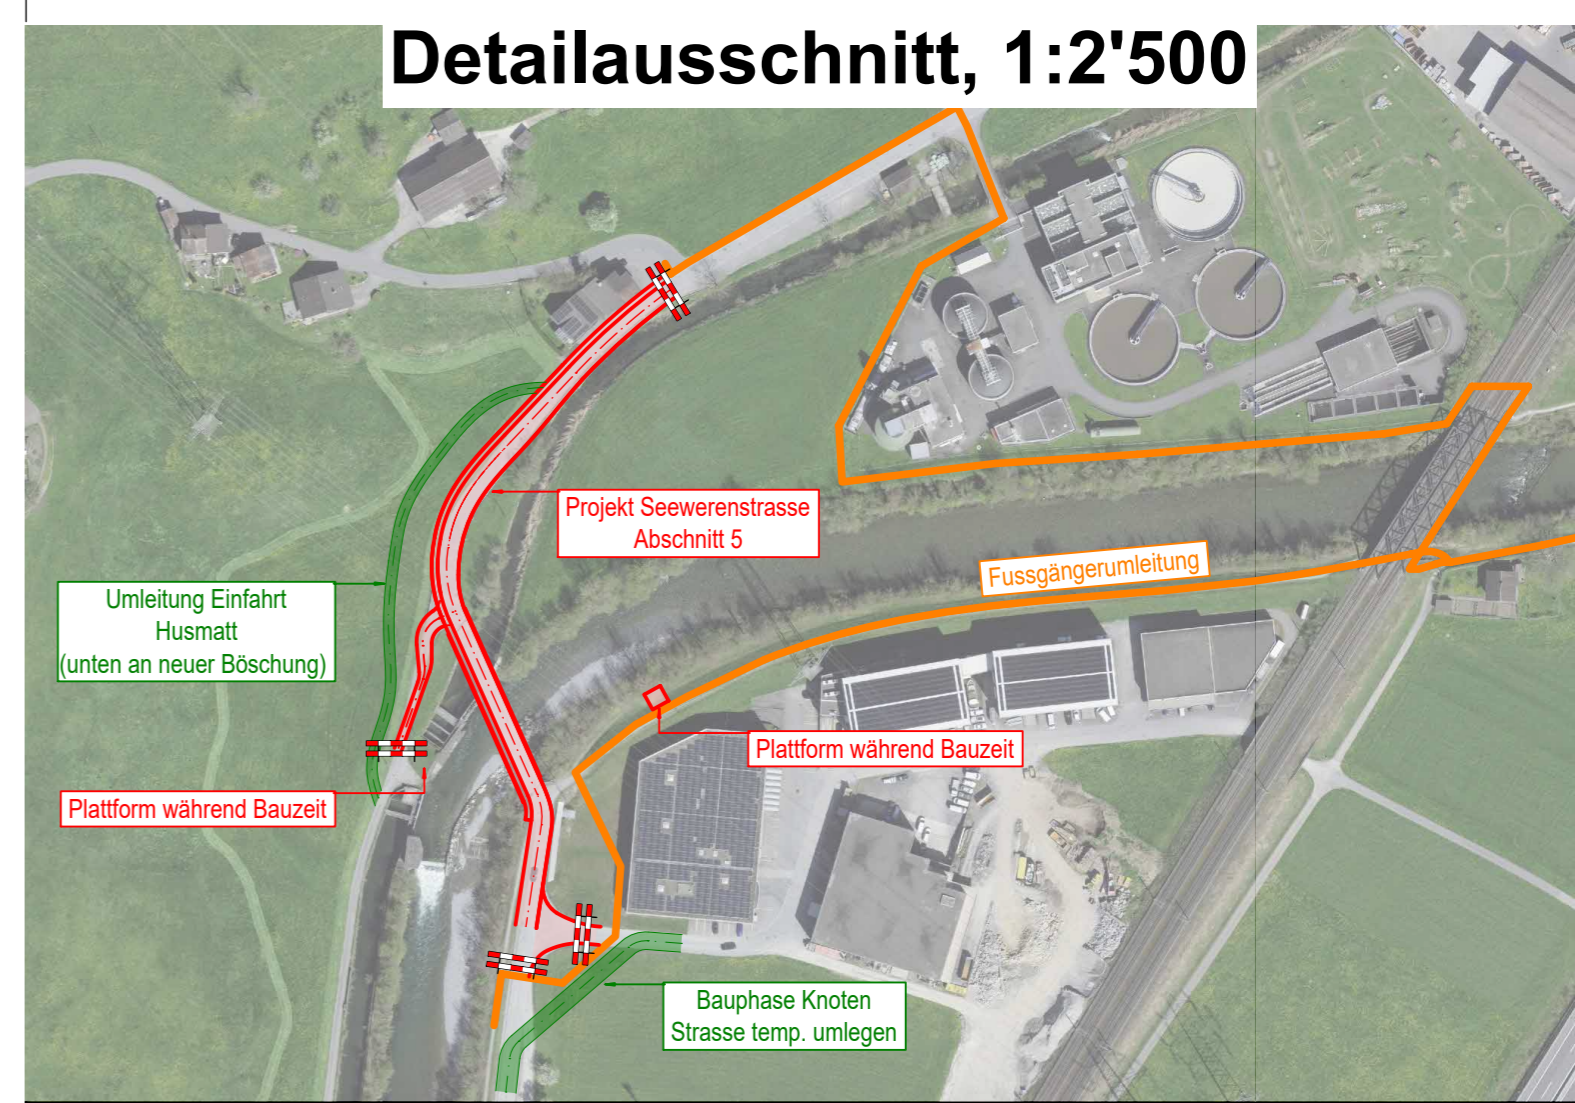 Detailausschnitt, 1:2'500
Projekt Seewerenstrasse
Abschnitt 5
Fussgängerumleitung
Umleitung Einfahrt
Husmatt
(unten an neuer Böschung)
Plattform während Bauzeit
Plattform während Bauzeit
Bauphase Knoten
Strasse temp. umlegen